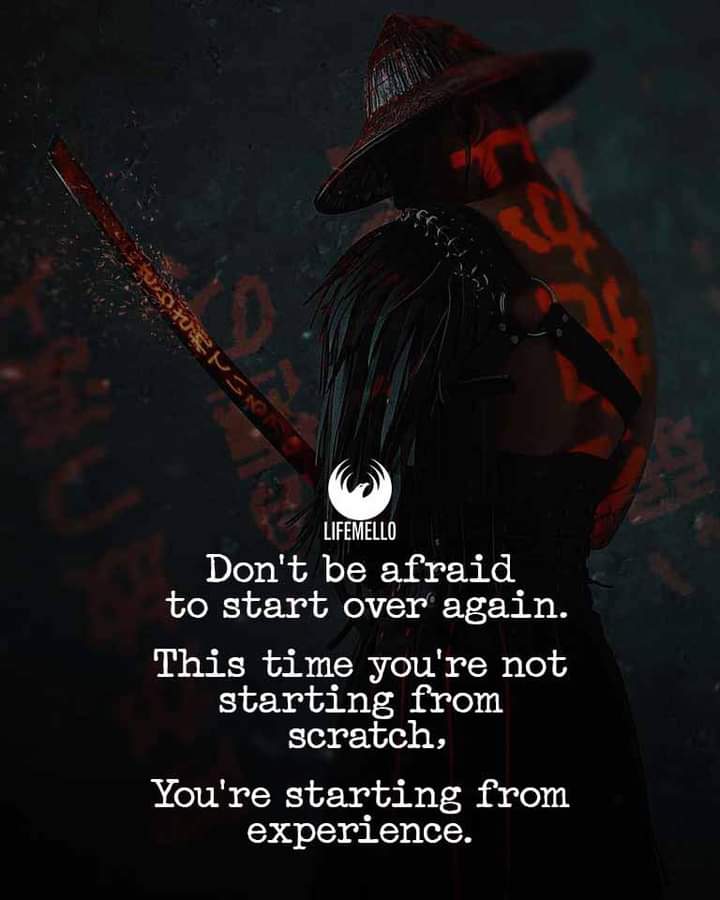 LIFEMELLO
Don't be afraid
to start over again.
This time you're not
starting from
scratch,
You're starting from
experience.